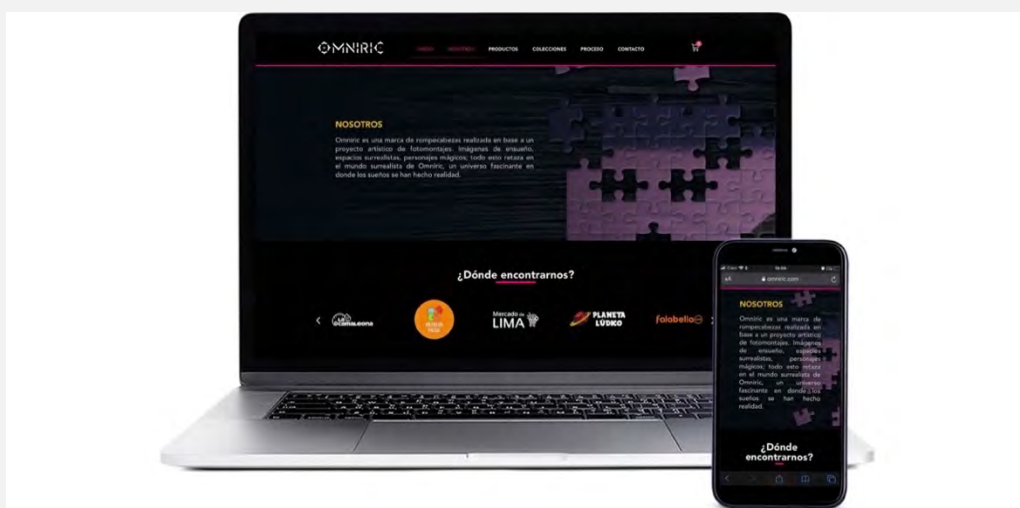 OMNIRIC
INICIO NOSOTROS PRODUCTOS COLECCIONES PROCESO CONTACTO
NOSOTROS
Omniric es una marca de rompecabezas realizada en base a un
proyecto artístico de fotomontajes. Imágenes de ensueño,
espacios surrealistas, personajes mágicos; todo esto retoza en
el mundo surrealista de Omniric, un universo fascinante en
donde los sueños se han hecho realidad.
¿Dónde encontrarnos?
Mercado de
LIMA
PLANETA
LÚDICO
falabella
omniric.com
NOSOTROS
Omniric es una marca de
rompecabezas realizada en
base a un proyecto artístico
de fotomontajes. Imágenes
de ensueño, espacios
surrealistas, personajes
mágicos; todo esto retoza
en el mundo surrealista de
Omniric, un universo
fascinante en donde los
sueños se han hecho
realidad.
¿Dónde
encontrarnos?